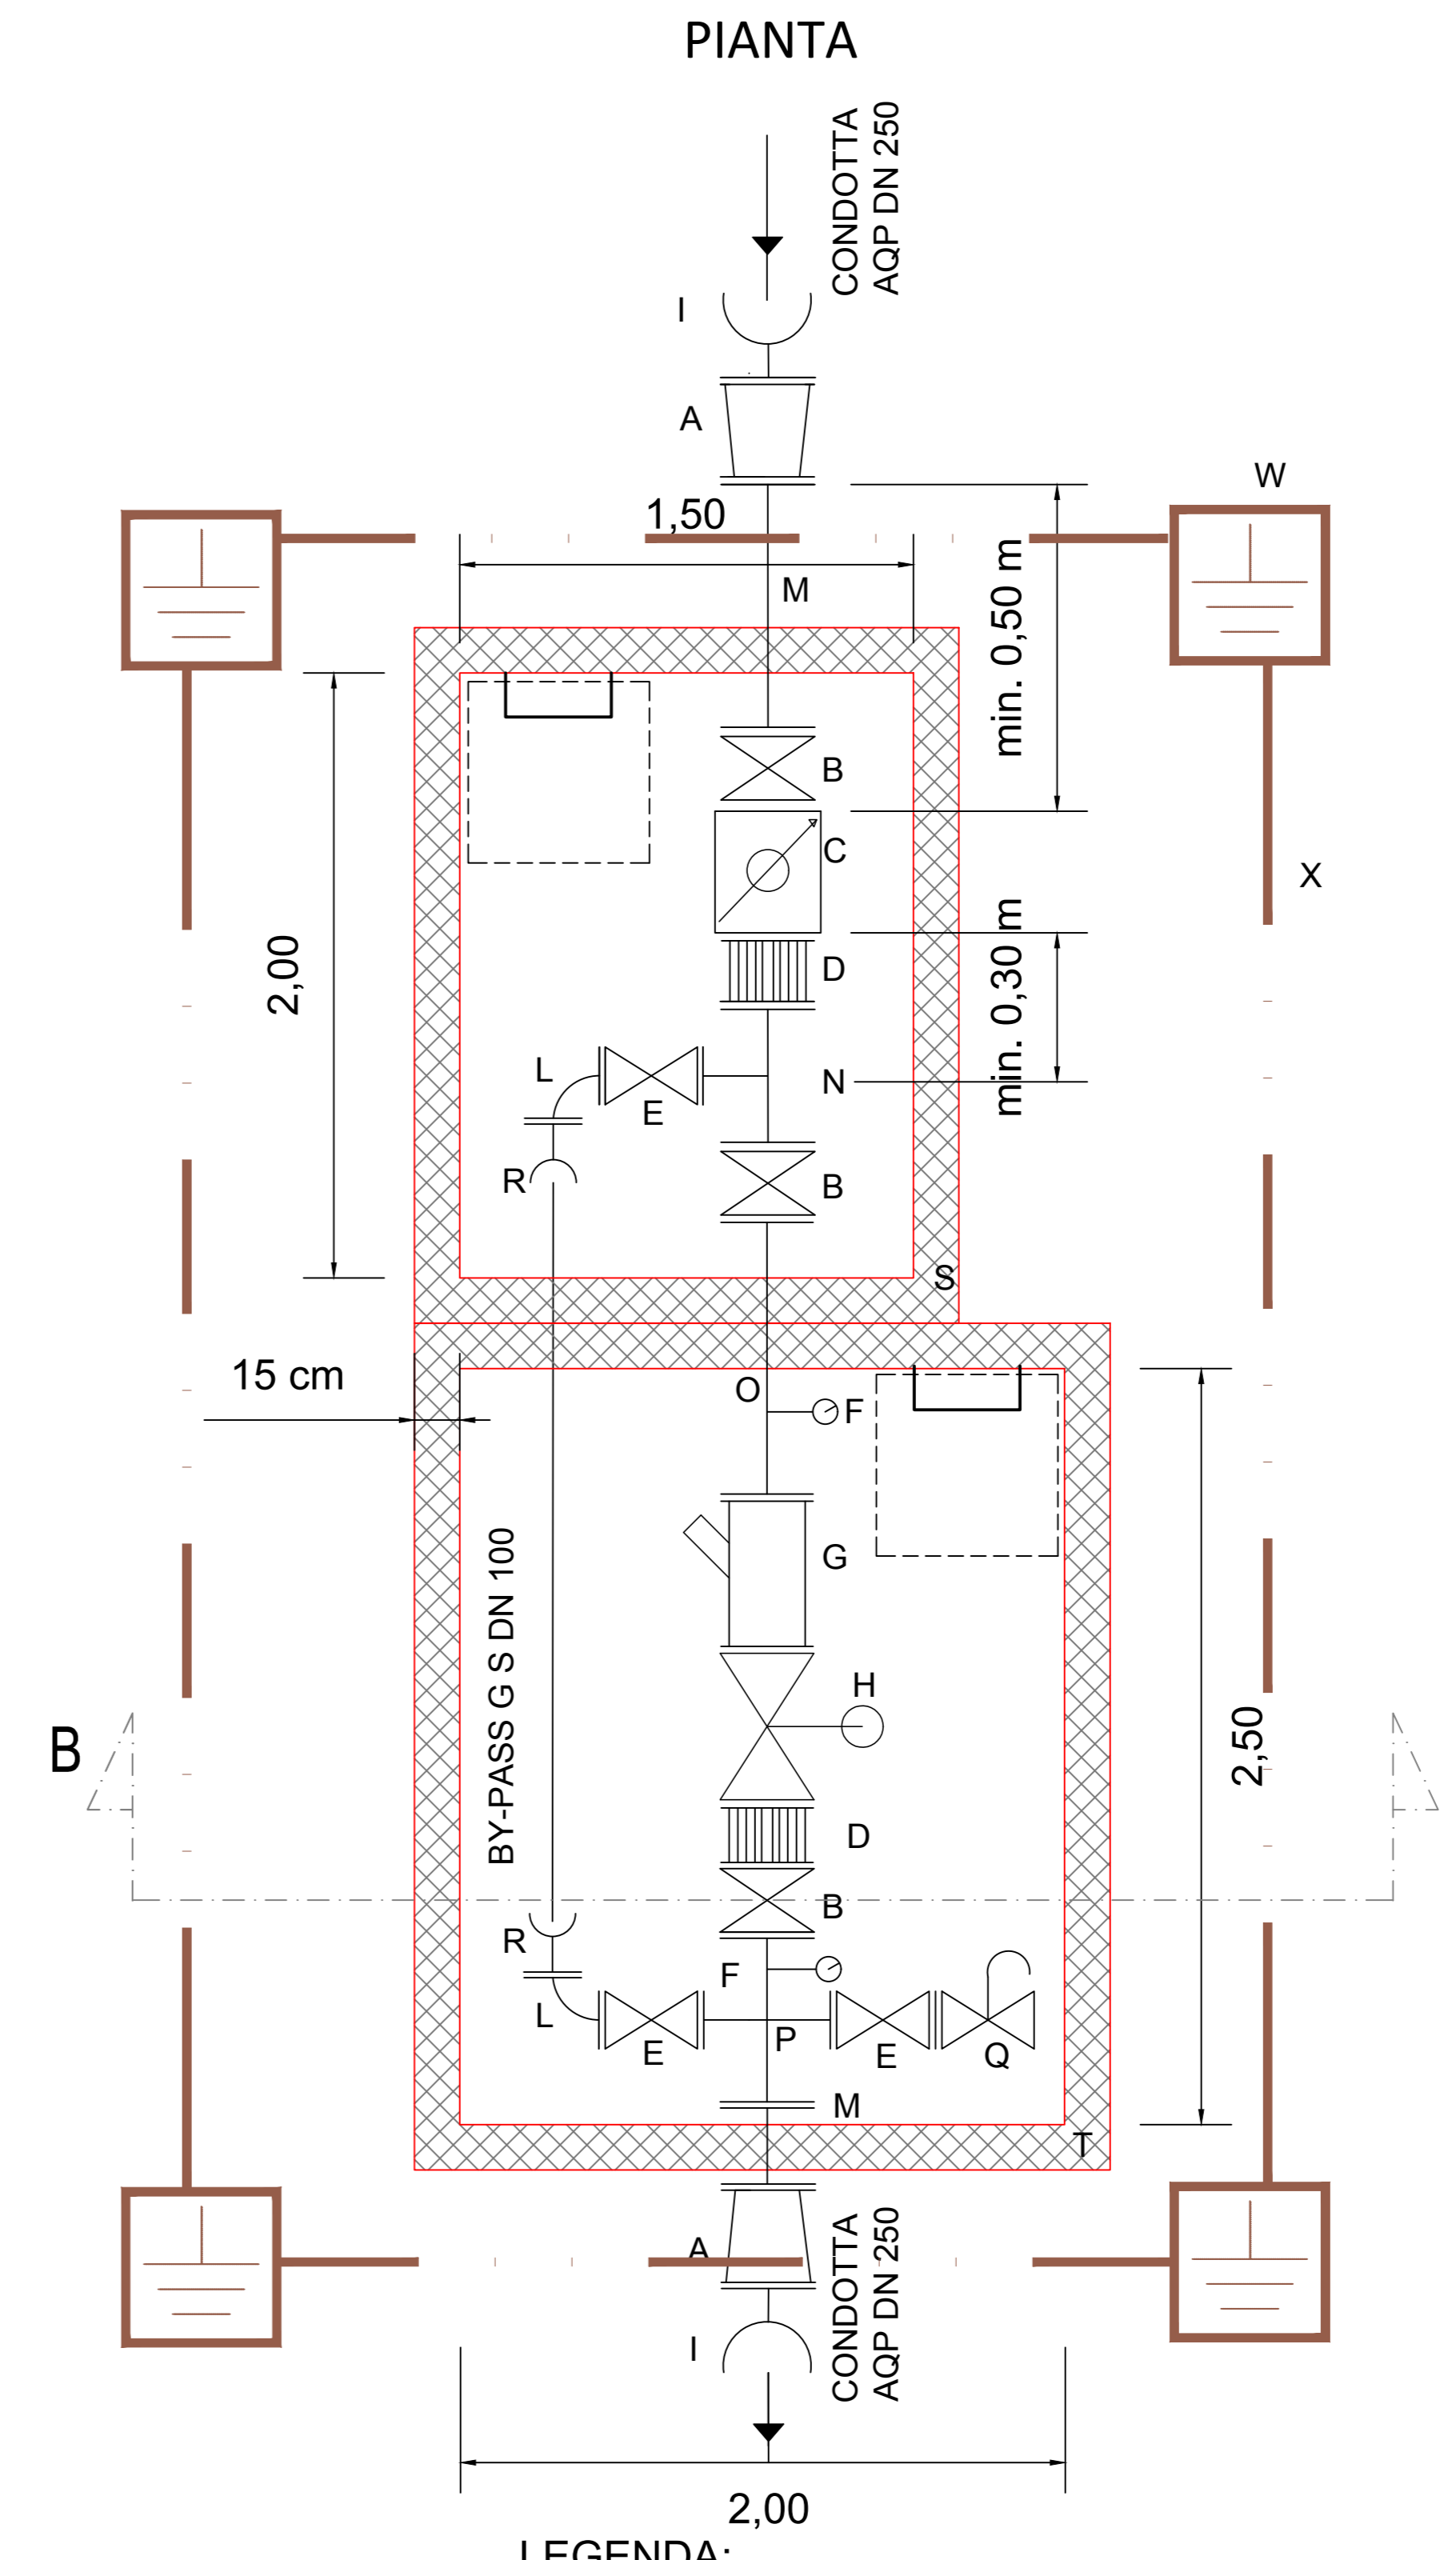 PIANTA
CONDOTTA
AQP DN 250
I
A
W
1,50
M
min. 0,50 m
B
C
X
2,00
D
min. 0,30 m
L
N
E
R
B
S
15 cm
O
F
G
BY-PASS G S DN 100
H
B
2,50
D
B
R
F
L
P
E
E
Q
M
T
A
CONDOTTA
AQP DN 250
I
2,00
LEGENDA: